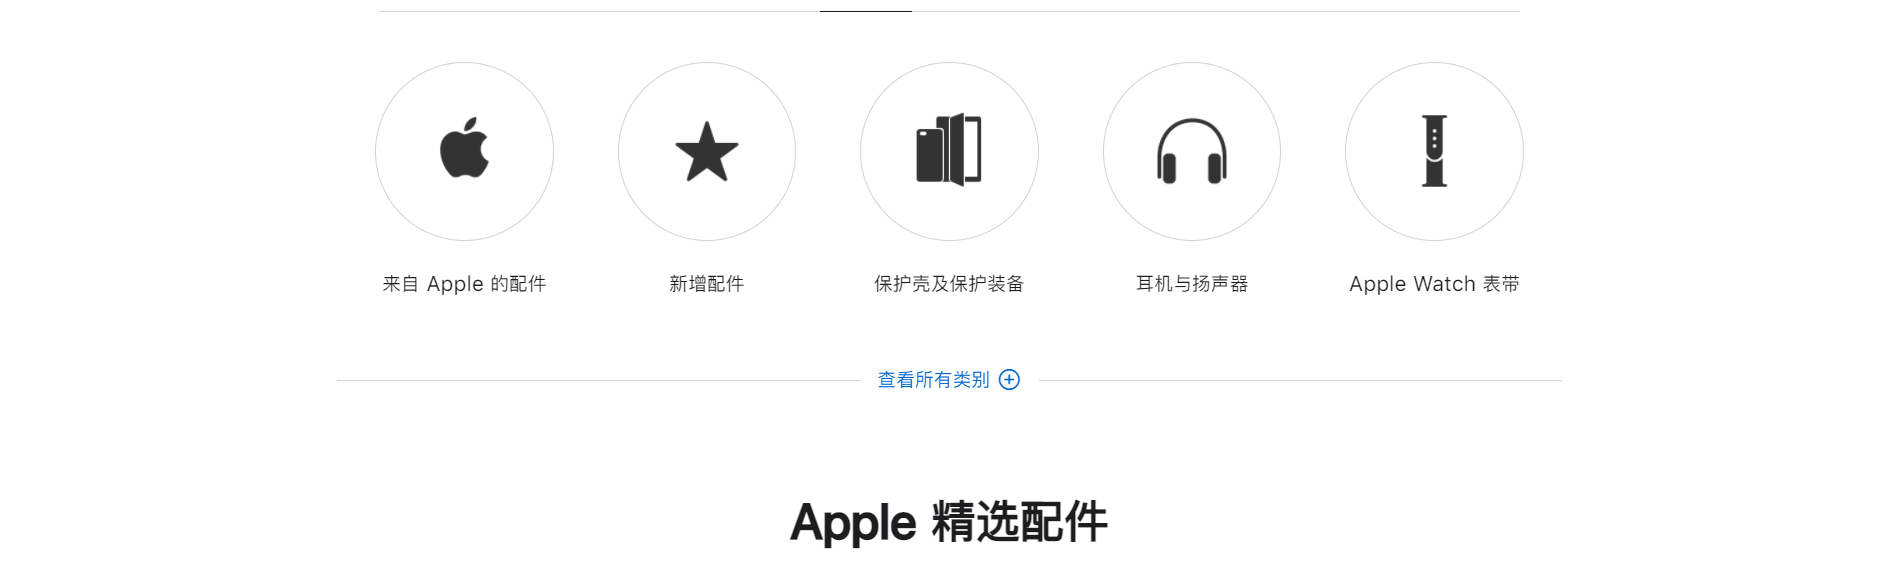 来自 Apple 的配件
新增配件
保护壳及保护装备
耳机与扬声器
Apple Watch 表带
查看所有类别
Apple 精选配件